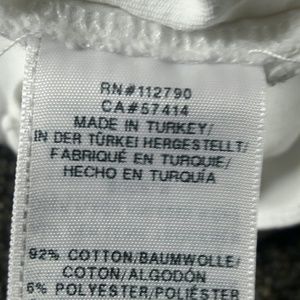 RN#112790
CA#57414
MADE IN TURKEY/
IN DER TÜRKEI HERGESTELLT/
FABRIQUÉ EN TURQUIE/
HECHO EN TURQUÍA
92% COTTON/BAUMWOLLE/
COTON/ALGODÓN
6% POLYESTER/POLIÉSTER